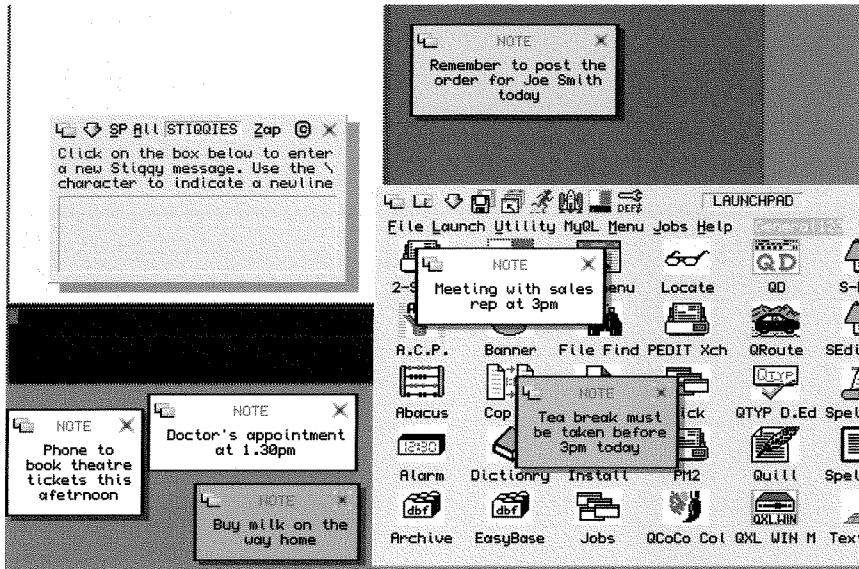 NOTE
Remember to post the
order for Joe Smith
today
SP All STIQQIES Zap ©
Click on the box below to enter
a new Stiqqy message. Use the \
character to indicate a newline
LAUNCHPAD
DEFS
File Launch Utility MyQL Menu Jobs Help
NOTE
Meeting with sales
rep at 3pm
Locate QD
QD
A.C.P. Banner File Find PEDIT Xch QRoute
QTYP
Abacus QTYP D.Ed
NOTE
Tea break must
be taken before
3pm today
12:30
Alarm Dictionry Install PM2 Quill
dbf dbf QXL.WIN
Archive EasyBase Jobs QCoCo Col QXL WIN M
NOTE
Phone to
book theatre
tickets this
afetrnoon
NOTE
Doctor's appointment
at 1.30pm
NOTE
Buy milk on the
way home